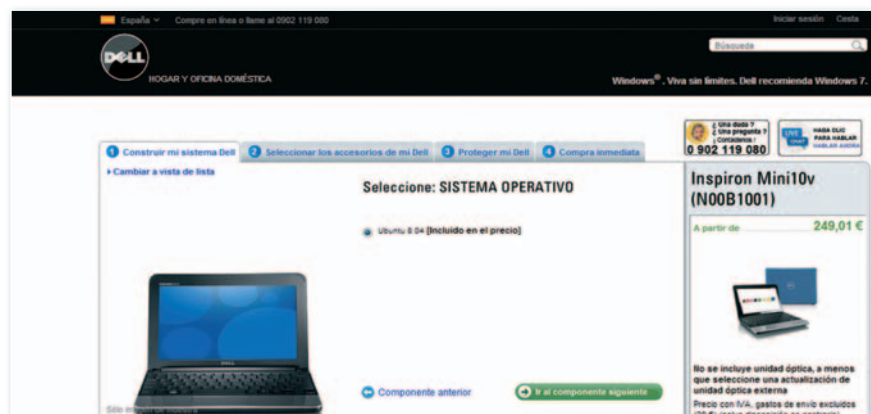 España
Compre en línea o llame al 0902 119 080
Iniciar sesión
Cesta
DELL
Búsqueda
HOGAR Y OFICINA DOMÉSTICA
Windows®. Viva sin límites. Dell recomienda Windows 7.
¿ Una duda ?
¿ Una pregunta ?
¡ Contáctenos !
0 902 119 080
LIVE
CHAT
HAGA CLIC
PARA HABLAR
HABLAR AHORA
1 Construir mi sistema Dell
2 Seleccionar los accesorios de mi Dell
3 Proteger mi Dell
4 Compra inmediata
Cambiar a vista de lista
Seleccione: SISTEMA OPERATIVO
Ubuntu 8.04 [Incluido en el precio]
Componente anterior
Ir al componente siguiente
Inspiron Mini10v
(N00B1001)
A partir de
249,01 €
No se incluye unidad óptica, a menos
que seleccione una actualización de
unidad óptica externa
Precio con IVA, gastos de envío excluidos
DELL